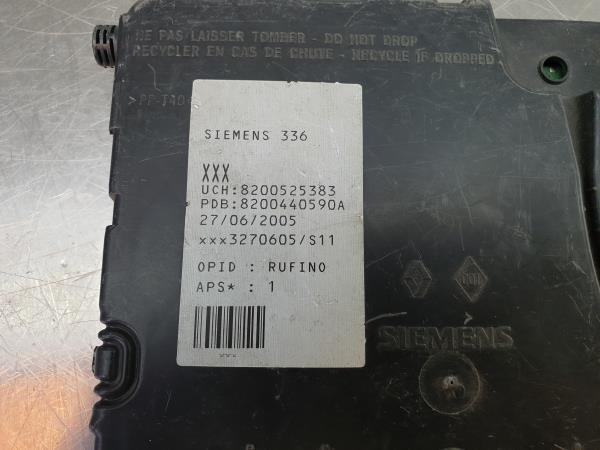 NE PAS LAISSER TOMBER - DO NOT DROP
RECYCLER EN CAS DE CHUTE - RECYCLE IF DROPPED
SIEMENS 336
XXX
UCH:8200525383
PDB:8200440590A
27/06/2005
xxx3270605/S11
OPID : RUFINO
APS* : 1
xxx
SIEMENS